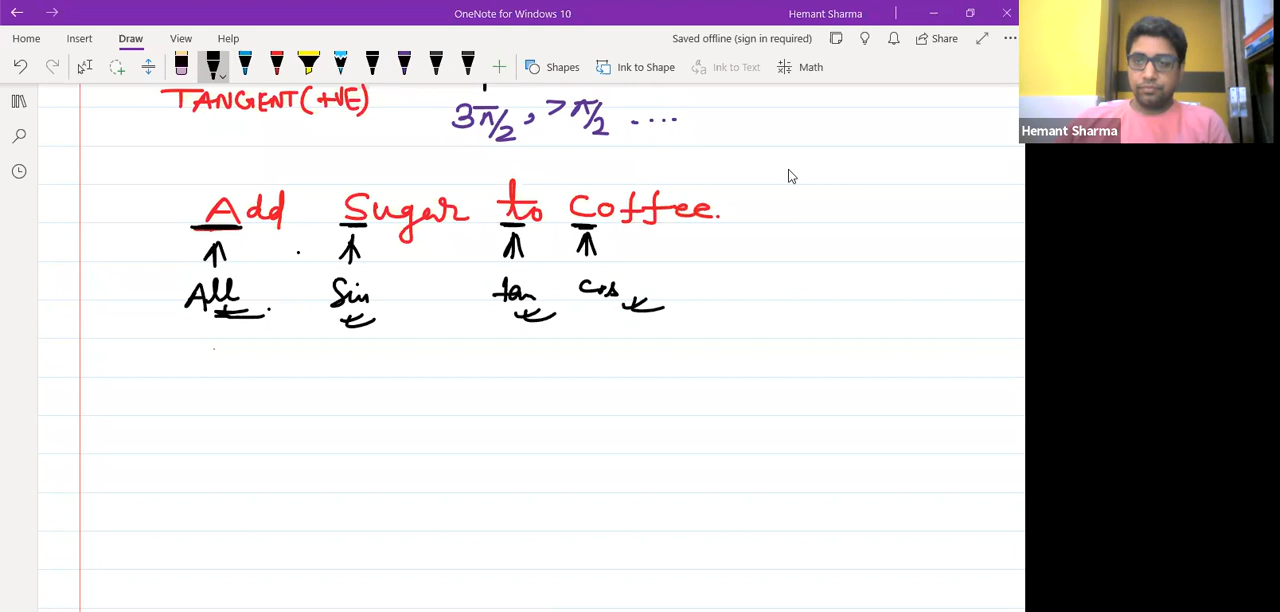 OneNote for Windows 10
Hemant Sharma
Home Insert Draw View Help
Saved offline (sign in required)
Share
Shapes
Ink to Shape
Ink to Text
Math
Hemant Sharma
TANGENT(+VE)
3π/2, 7π/2 ....
Add Sugar to Coffee.
All Sin tan cos